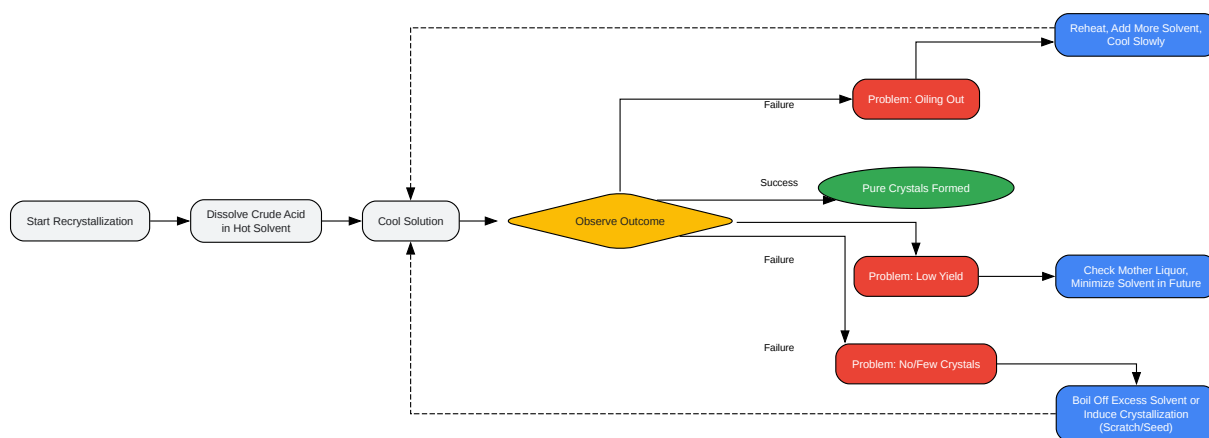 Reheat, Add More Solvent,
Cool Slowly
Problem: Oiling Out
Failure
Success
Pure Crystals Formed
Start Recrystallization
Dissolve Crude Acid
in Hot Solvent
Cool Solution
Observe Outcome
Failure
Problem: Low Yield
Check Mother Liquor,
Minimize Solvent in Future
Failure
Problem: No/Few Crystals
Boil Off Excess Solvent or
Induce Crystallization
(Scratch/Seed)